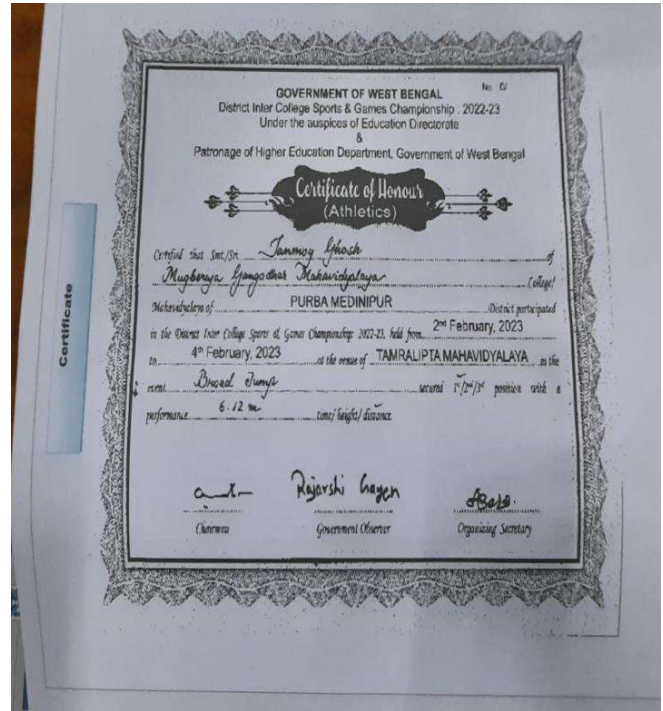 Certificate
No. G/
GOVERNMENT OF WEST BENGAL
District Inter College Sports & Games Championship : 2022-23
Under the auspices of Education Directorate
&
Patronage of Higher Education Department, Government of West Bengal
Certificate of Honour
(Athletics)
Certified that Smt./Sri. Tanmoy Ghosh of
Mugberiya Gangadhar Mahavidyalaya College/
Mahavidyalaya of PURBA MEDINIPUR District participated
in the District Inter College Sports & Games Championship 2022-23, held from 2nd February, 2023
to 4th February, 2023 at the venue of TAMRALIPTA MAHAVIDYALAYA in the
event Broad Jump secured 1st/2nd/3rd position with a
performance 6.12 m time/ height/ distance.
Rajarshi Gayen
Chairman Government Observer Organizing Secretary